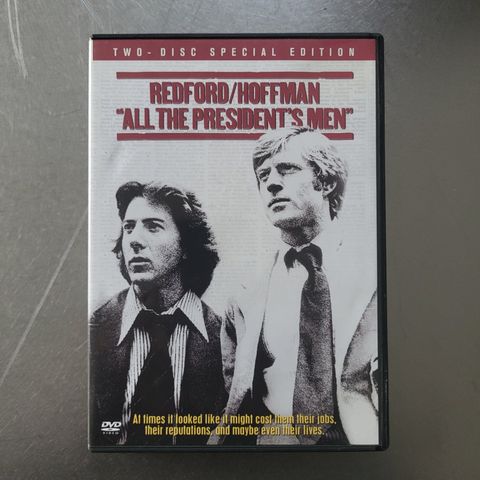 TWO-DISC SPECIAL EDITION
REDFORD/HOFFMAN
"ALL THE PRESIDENT'S MEN"
At times it looked like it might cost them their jobs,
their reputations, and maybe even their lives.
DVD
VIDEO